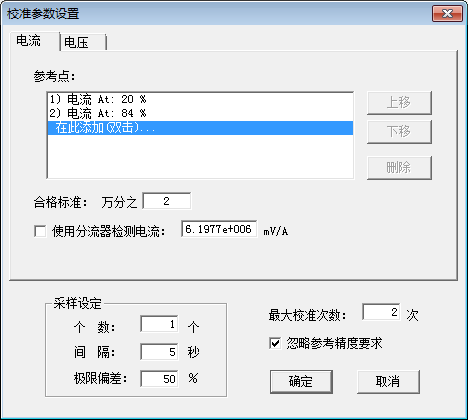 校准参数设置
电流 电压
参考点:
1) 电流 At: 20 %
2) 电流 At: 84 %
在此添加(双击)...
上移
下移
删除
合格标准: 万分之 2
使用分流器检测电流: 6.1977e+006 mV/A
采样设定
个 数: 1 个
间 隔: 5 秒
极限偏差: 50 %
最大校准次数: 2 次
忽略参考精度要求
确定 取消